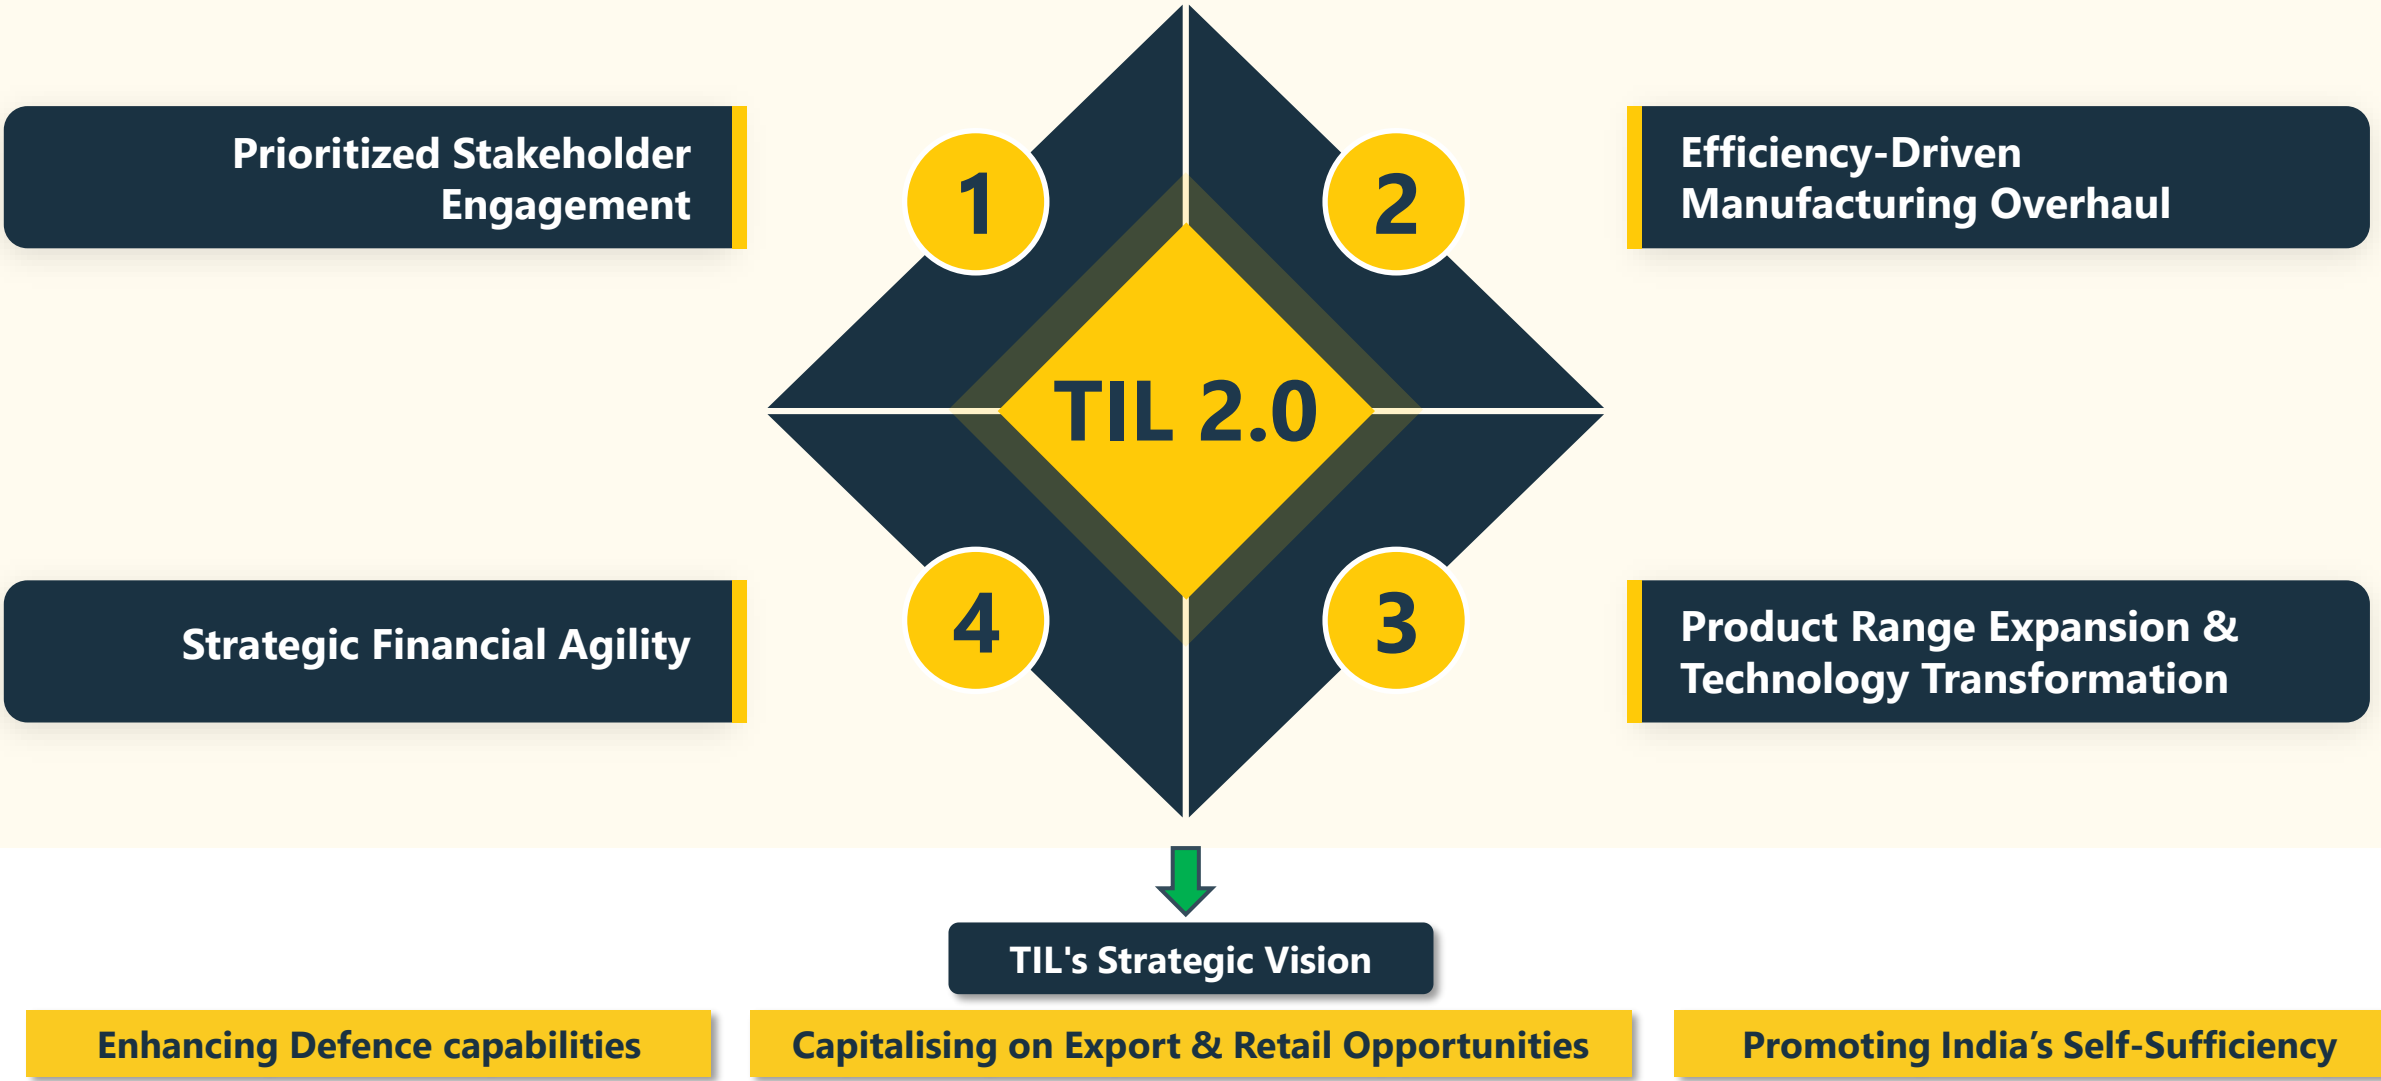 Prioritized Stakeholder
Engagement
1
2
Efficiency-Driven
Manufacturing Overhaul
TIL 2.0
Strategic Financial Agility
4
3
Product Range Expansion &
Technology Transformation
TIL's Strategic Vision
Enhancing Defence capabilities
Capitalising on Export & Retail Opportunities
Promoting India’s Self-Sufficiency